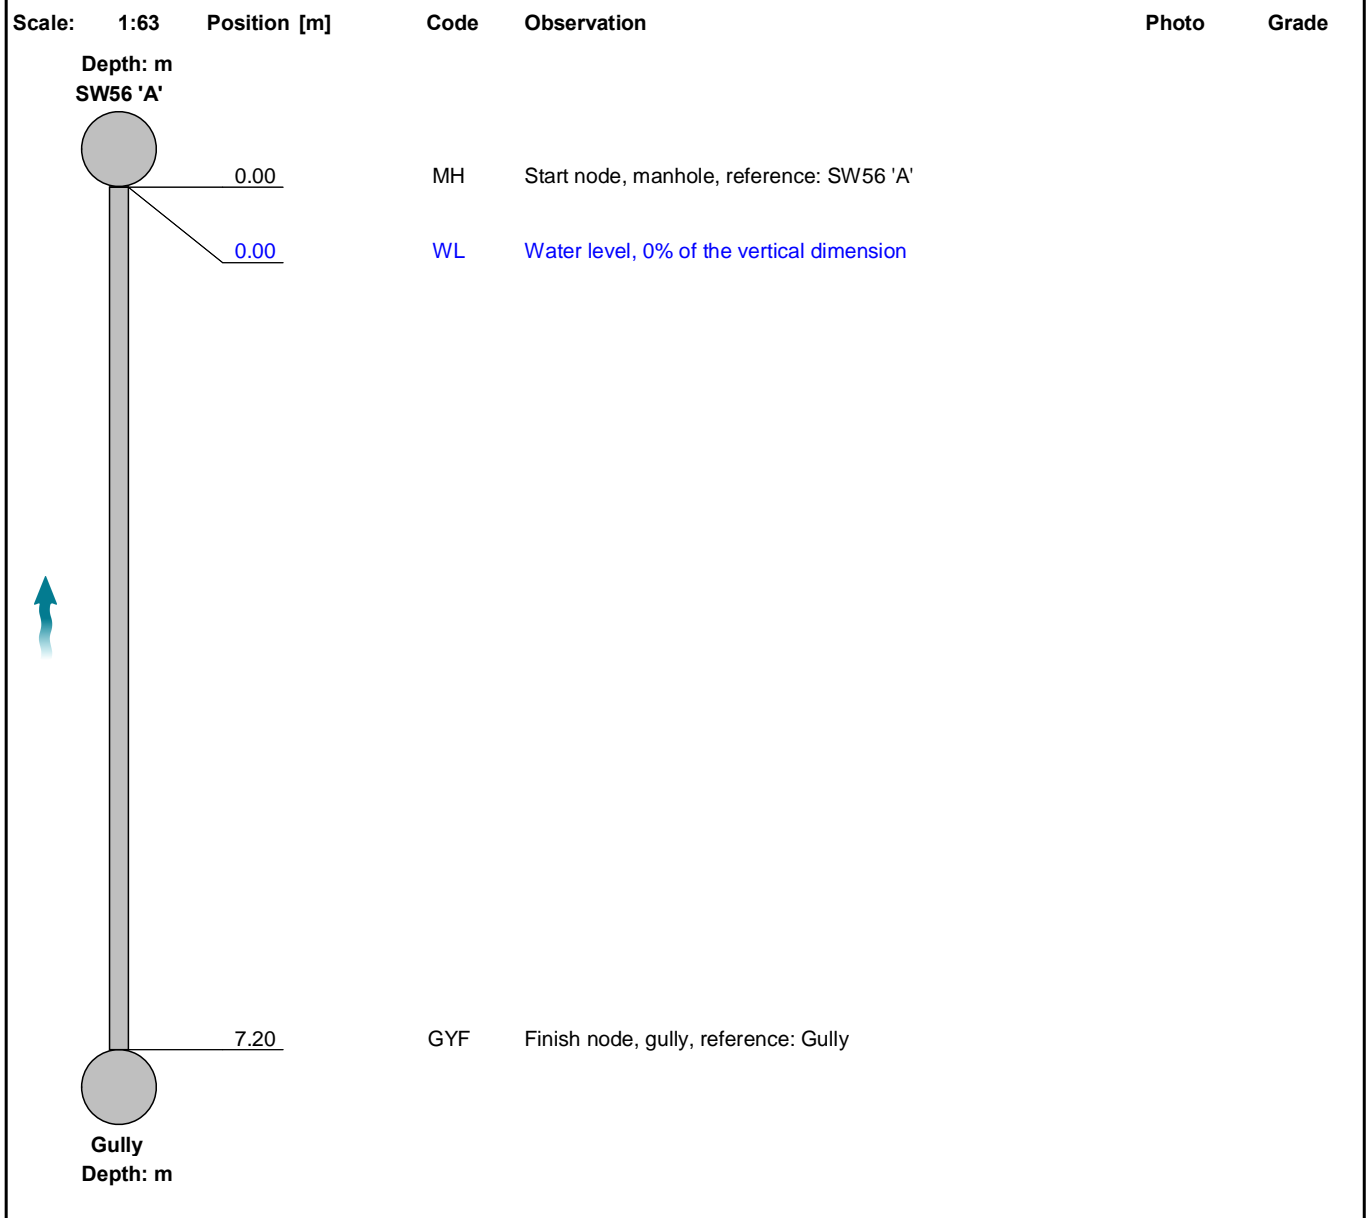 Scale: 1:63 Position [m] Code Observation Photo Grade
Depth: m
SW56 'A'
0.00 MH Start node, manhole, reference: SW56 'A'
0.00 WL Water level, 0% of the vertical dimension
7.20 GYF Finish node, gully, reference: Gully
Gully
Depth: m